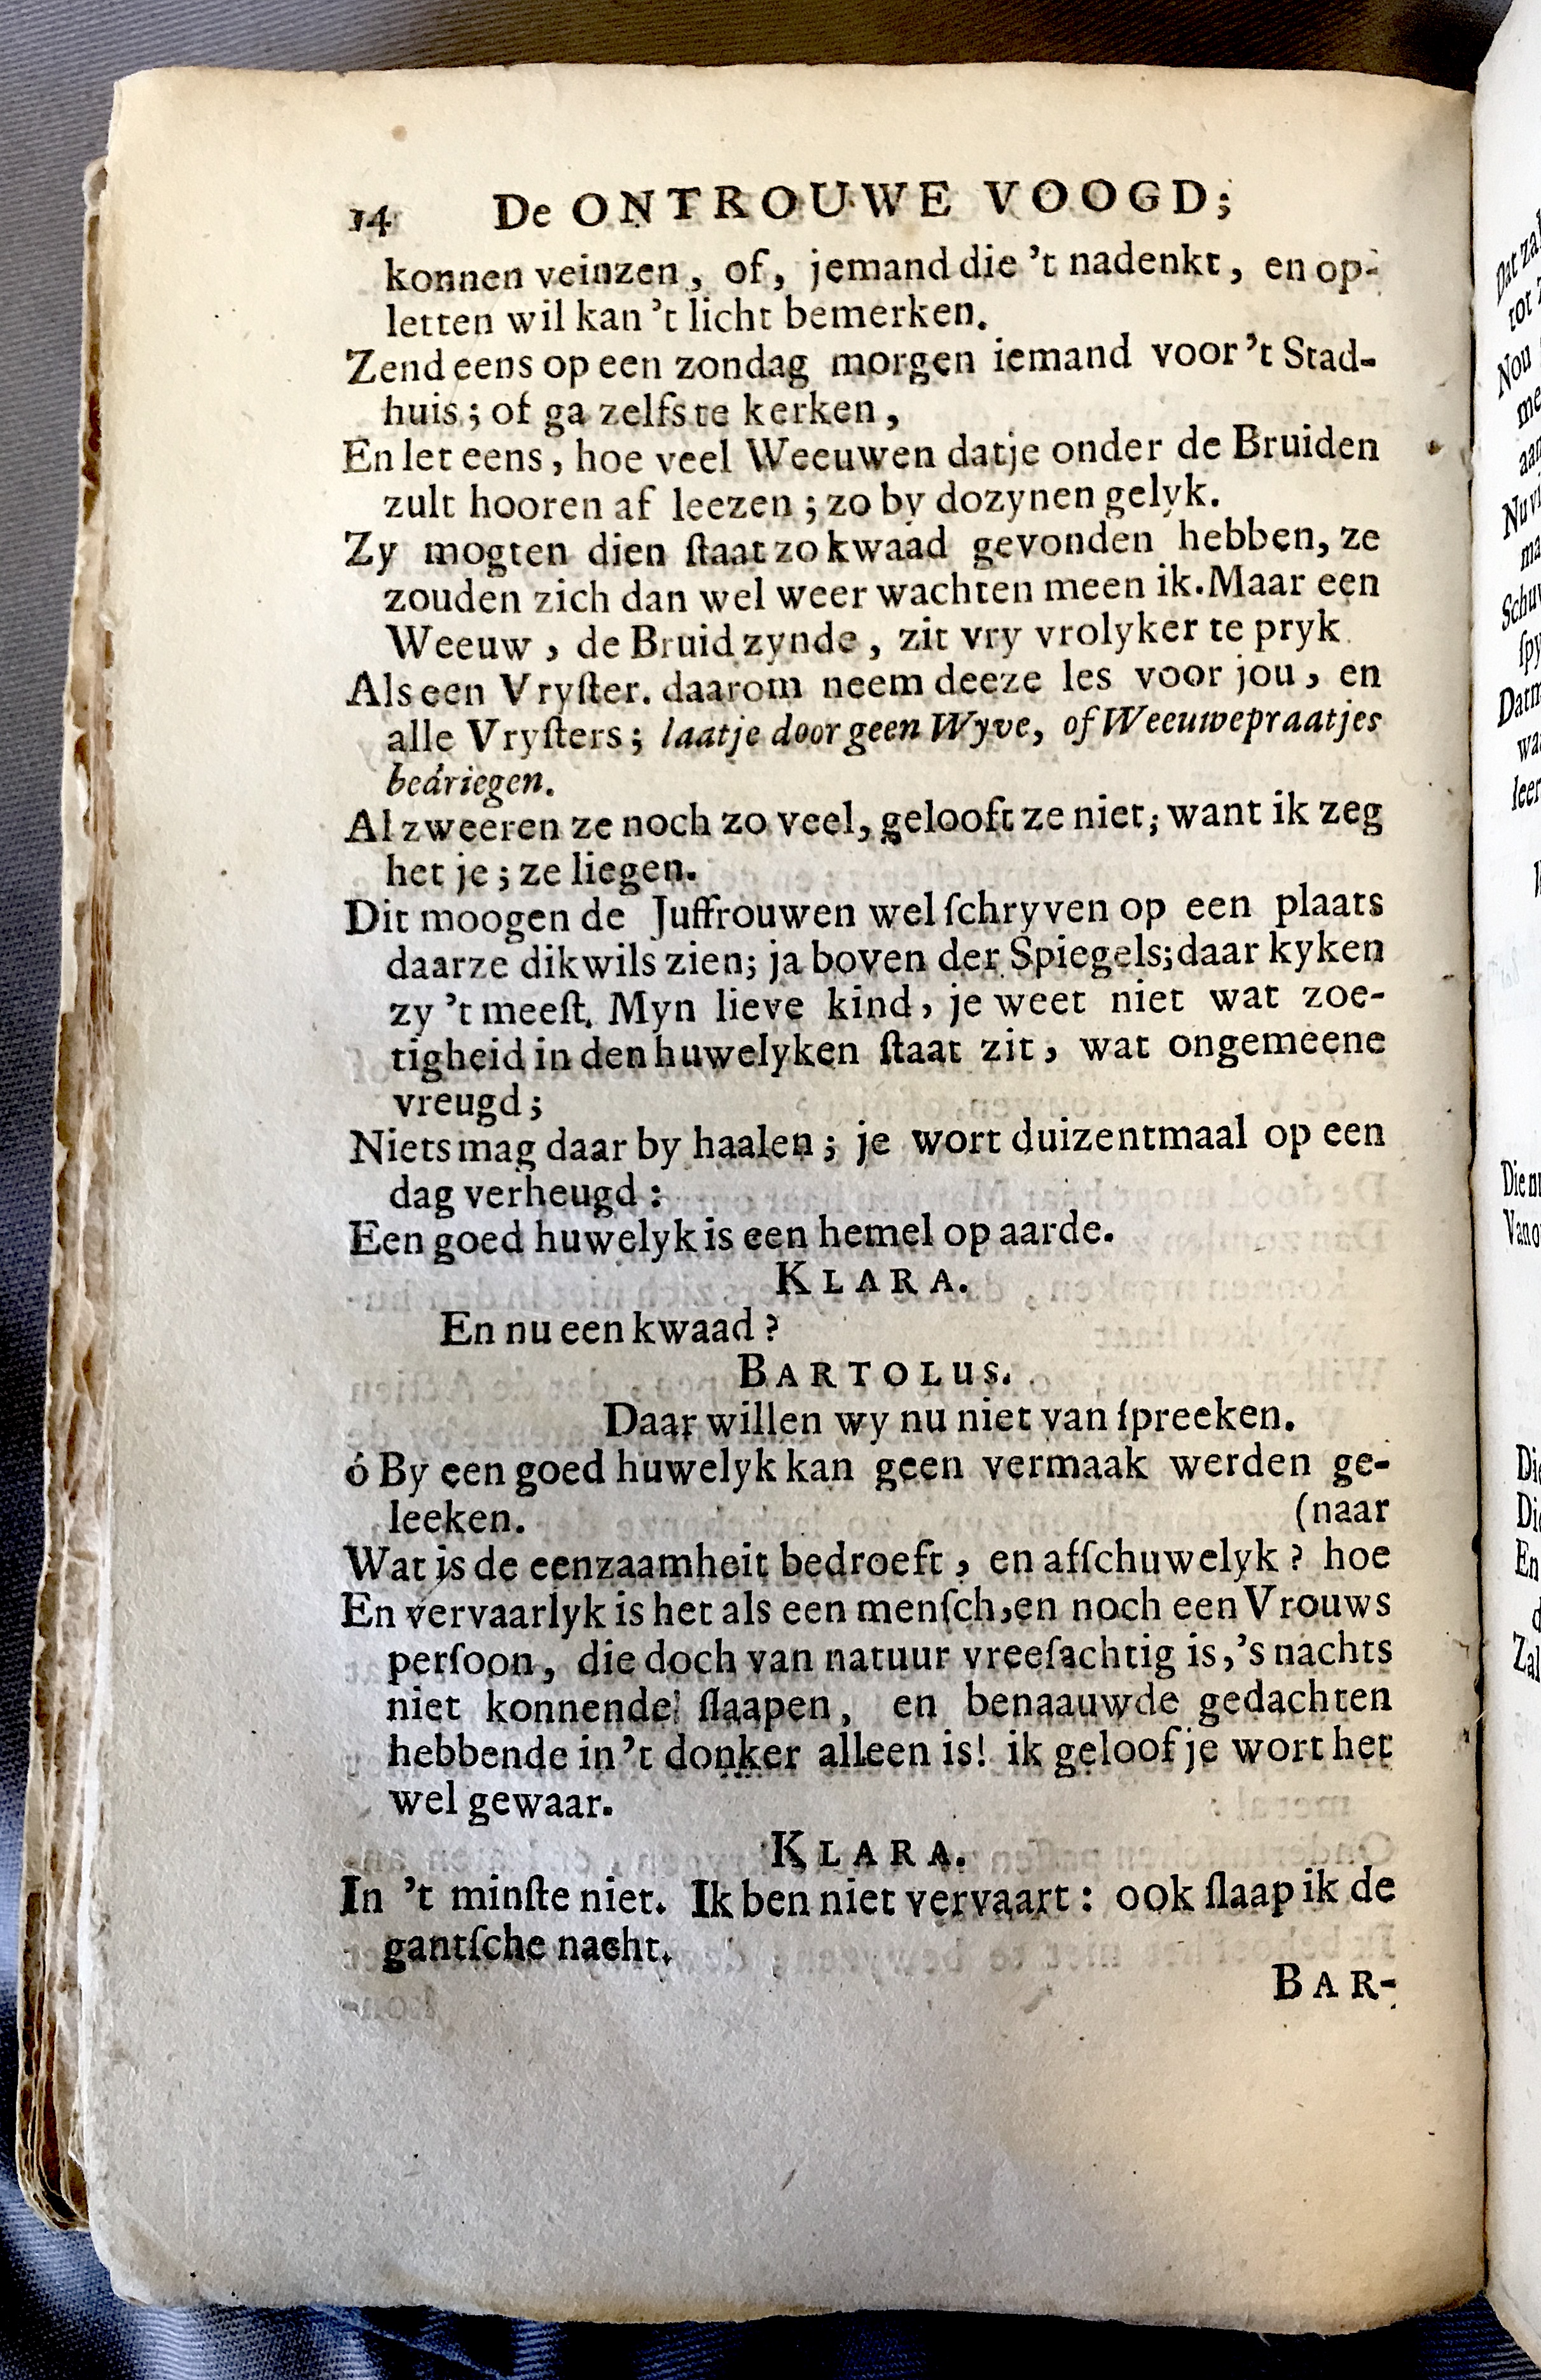 14 De ONTROUWE VOOGD;
konnen veinzen, of, jemand die 't nadenkt, en op-
letten wil kan 't licht bemerken.
Zend eens op een zondag morgen iemand voor 't Stad-
huis; of ga zelfs te kerken,
En let eens, hoe veel Weeuwen datje onder de Bruiden
zult hooren af leezen; zo by dozynen gelyk.
Zy mogten dien ſtaat zo kwaad gevonden hebben, ze
zouden zich dan wel weer wachten meen ik. Maar een
Weeuw, de Bruid zynde, zit vry vrolyker te pryk
Als een Vryſter. daarom neem deeze les voor jou, en
alle Vryſters; laatje door geen Wyve, of Weeuwepraatjes
bedriegen.
Al zweeren ze noch zo veel, gelooft ze niet; want ik zeg
het je; ze liegen.
Dit moogen de Juffrouwen wel ſchryven op een plaats
daarze dikwils zien; ja boven der Spiegels; daar kyken
zy 't meeſt. Myn lieve kind, je weet niet wat zoe-
tigheid in den huwelyken ſtaat zit, wat ongemeene
vreugd;
Niets mag daar by haalen; je wort duizentmaal op een
dag verheugd:
Een goed huwelyk is een hemel op aarde.
KLARA.
En nu een kwaad?
BARTOLUS.
Daar willen wy nu niet van ſpreeken.
ó By een goed huwelyk kan geen vermaak werden ge-
leeken. (naar
Wat is de eenzaamheit bedroeft, en afſchuwelyk? hoe
En vervaarlyk is het als een menſch, en noch een Vrouws
perſoon, die doch van natuur vreeſachtig is, 's nachts
niet konnende ſlaapen, en benaauwde gedachten
hebbende in 't donker alleen is! ik geloof je wort het
wel gewaar.
KLARA.
In 't minſte niet. Ik ben niet vervaart: ook ſlaap ik de
gantſche nacht.
BAR-